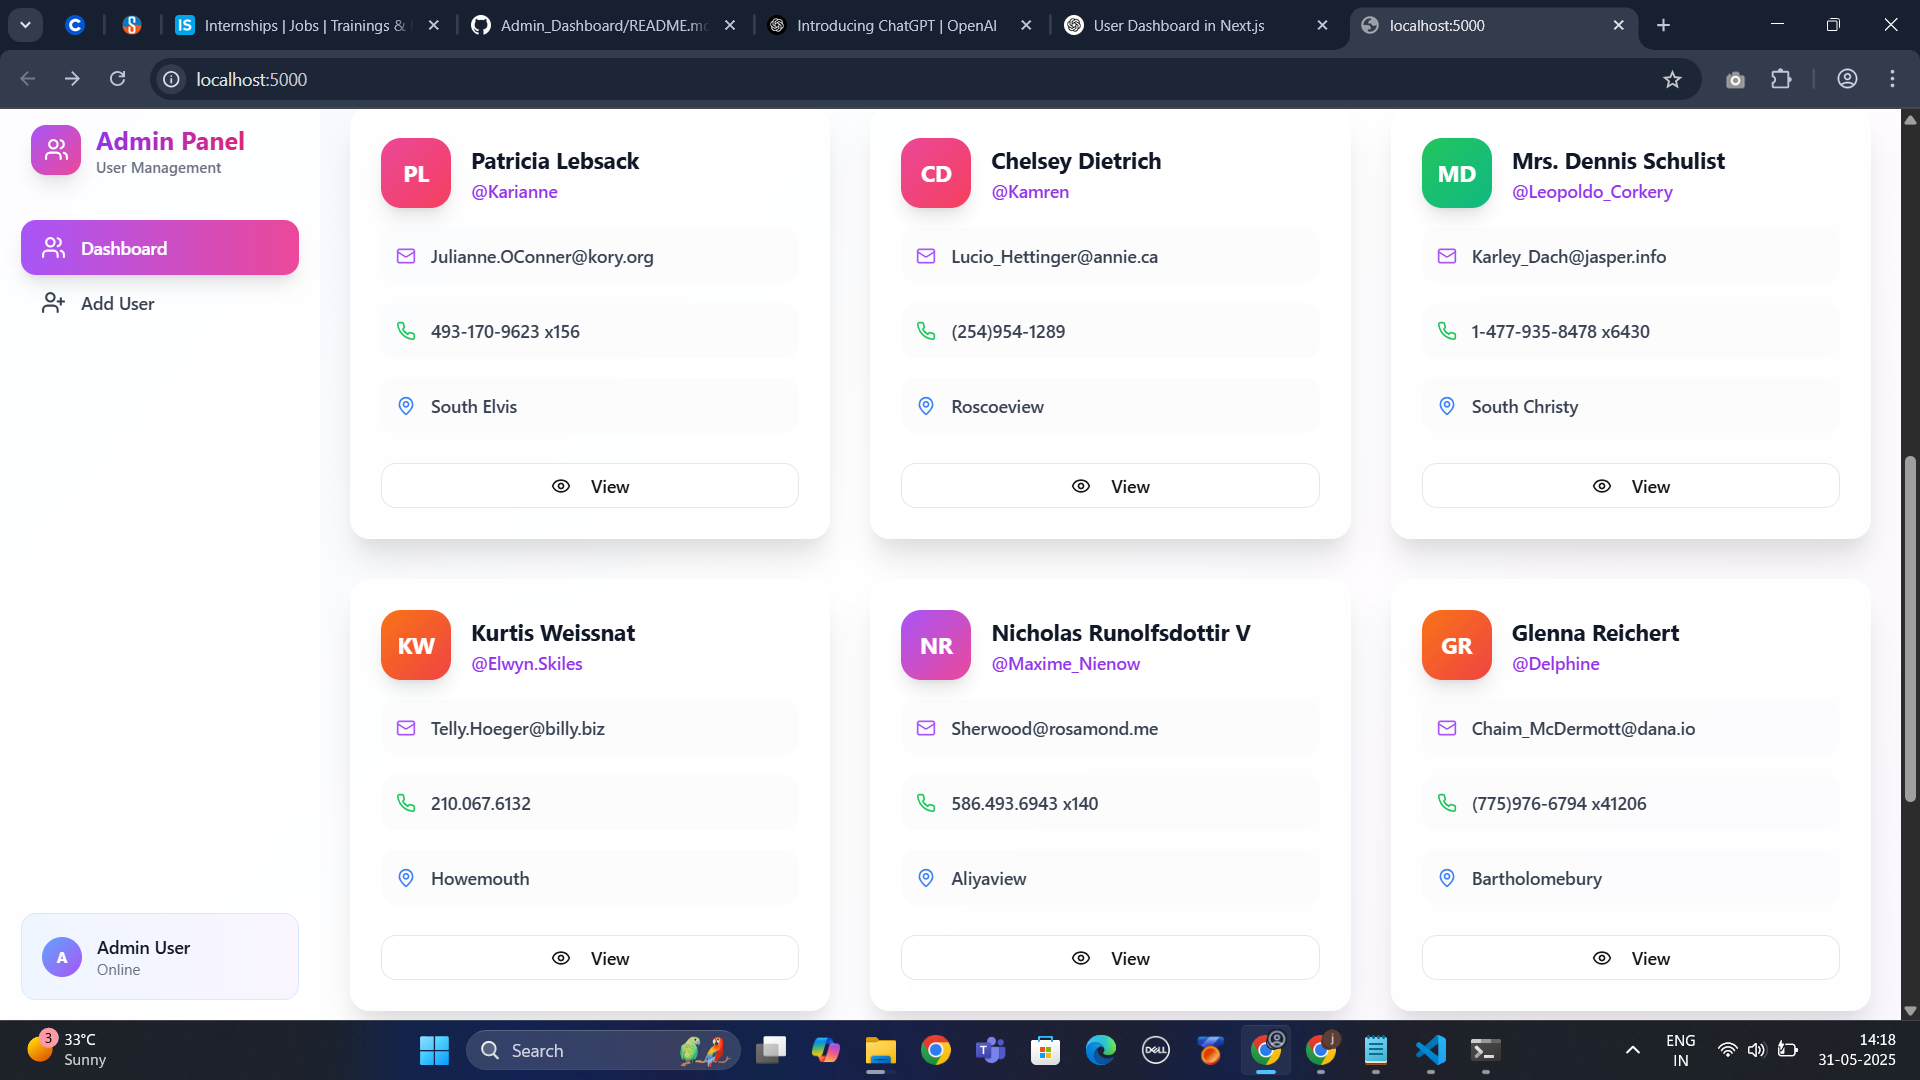 IS Internships | Jobs | Trainings &
Admin_Dashboard/README.mc
Introducing ChatGPT | OpenAI
User Dashboard in Next.js
localhost:5000
localhost:5000
Admin Panel
User Management
Dashboard
Add User
PL
Patricia Lebsack
@Karianne
Julianne.OConner@kory.org
493-170-9623 x156
South Elvis
View
CD
Chelsey Dietrich
@Kamren
Lucio_Hettinger@annie.ca
(254)954-1289
Roscoeview
View
MD
Mrs. Dennis Schulist
@Leopoldo_Corkery
Karley_Dach@jasper.info
1-477-935-8478 x6430
South Christy
View
KW
Kurtis Weissnat
@Elwyn.Skiles
Telly.Hoeger@billy.biz
210.067.6132
Howemouth
View
NR
Nicholas Runolfsdottir V
@Maxime_Nienow
Sherwood@rosamond.me
586.493.6943 x140
Aliyaview
View
GR
Glenna Reichert
@Delphine
Chaim_McDermott@dana.io
(775)976-6794 x41206
Bartholomebury
View
A
Admin User
Online
3
33°C
Sunny
Search
DELL
j
ENG
IN
14:18
31-05-2025